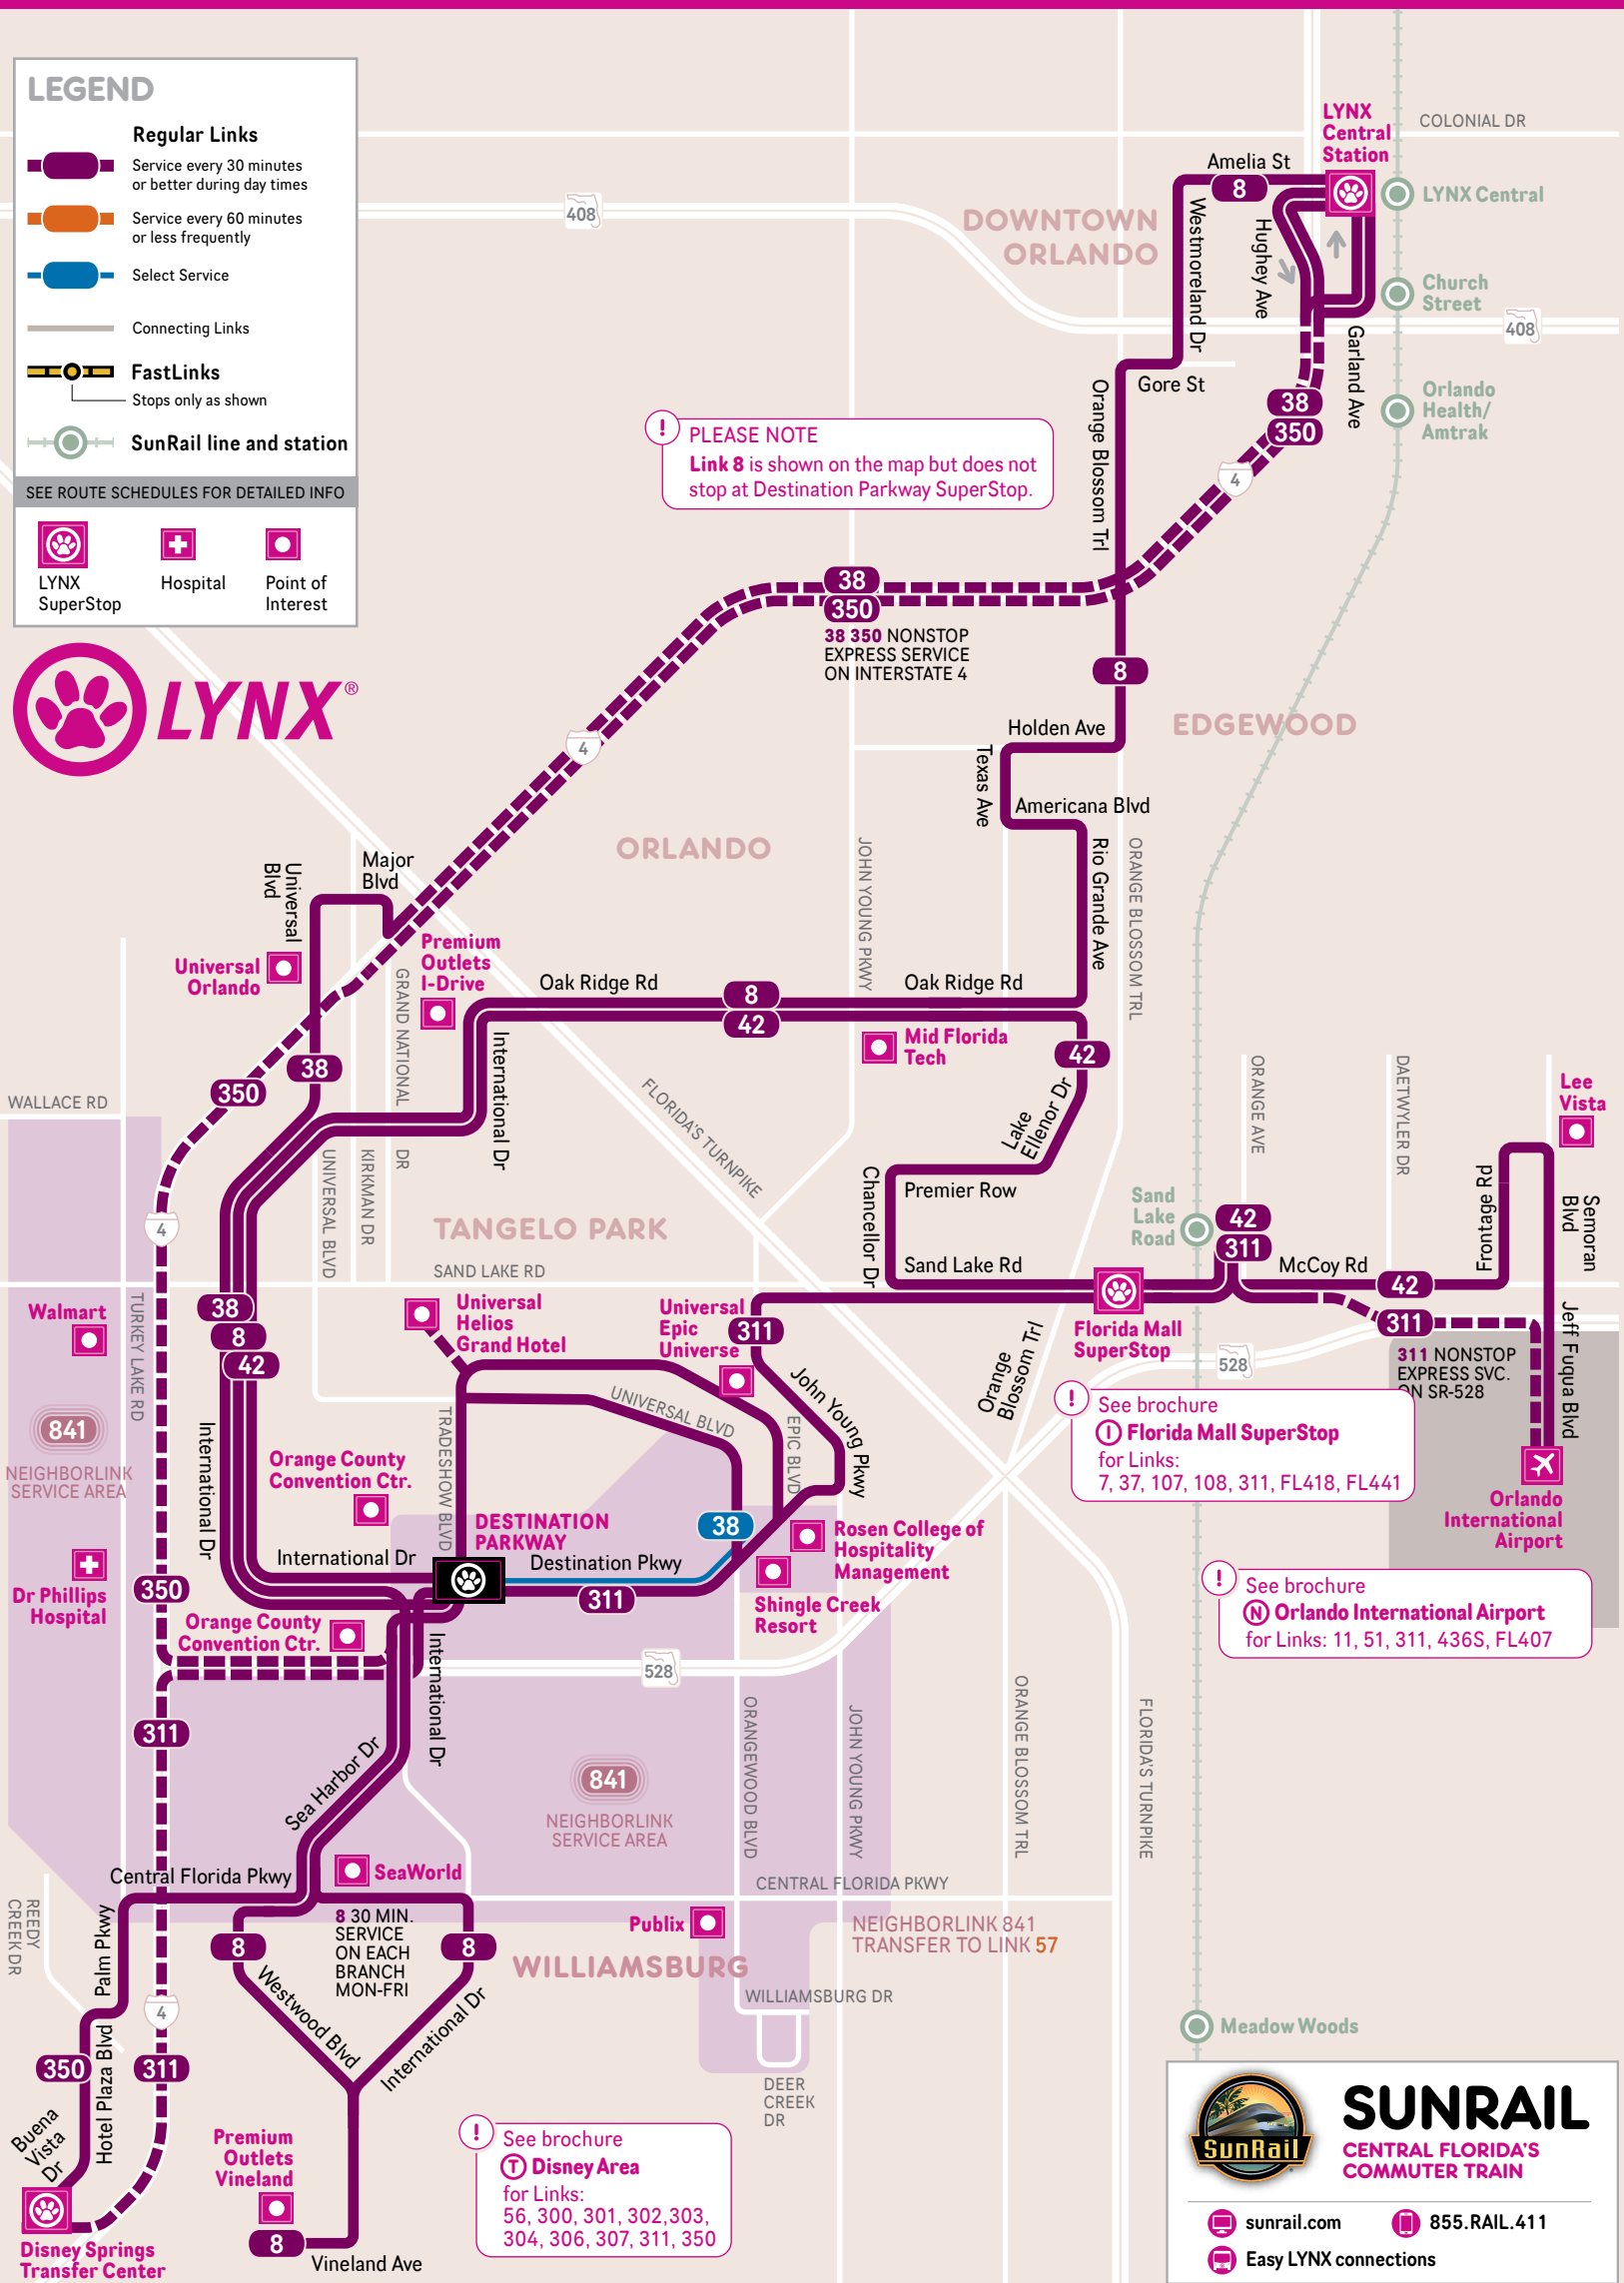 LEGEND
Regular Links
Service every 30 minutes
or better during day times
Service every 60 minutes
or less frequently
Select Service
Connecting Links
FastLinks
Stops only as shown
SunRail line and station
SEE ROUTE SCHEDULES FOR DETAILED INFO
LYNX
SuperStop
Hospital
Point of
Interest
LYNX®
408
COLONIAL DR
LYNX
Central
Station
Amelia St
8
LYNX Central
DOWNTOWN
ORLANDO
Westmoreland Dr
Hughey Ave
Church
Street
408
Garland Ave
Gore St
Orange Blossom Trl
38
350
Orlando
Health/
Amtrak
4
!
PLEASE NOTE
Link 8 is shown on the map but does not
stop at Destination Parkway SuperStop.
38
350
38 350 NONSTOP
EXPRESS SERVICE
ON INTERSTATE 4
8
4
Holden Ave
EDGEWOOD
Texas Ave
Americana Blvd
ORLANDO
JOHN YOUNG PKWY
Rio Grande Ave
ORANGE BLOSSOM TRL
Universal
Blvd
Major
Blvd
Universal
Orlando
Premium
Outlets
I-Drive
GRAND NATIONAL
DR
Oak Ridge Rd
8
42
Oak Ridge Rd
Mid Florida
Tech
42
International Dr
38
350
WALLACE RD
FLORIDA'S TURNPIKE
Lake
Ellenor Dr
ORANGE AVE
DAETWYLER DR
Lee
Vista
UNIVERSAL BLVD
KIRKMAN DR
Chancellor Dr
Premier Row
Frontage Rd
Semoran
Blvd
4
TANGELO PARK
Sand
Lake
Road
42
311
SAND LAKE RD
Sand Lake Rd
McCoy Rd
42
Walmart
TURKEY LAKE RD
38
8
42
Universal
Helios
Grand Hotel
Universal
Epic
Universe
311
Florida Mall
SuperStop
311
528
311 NONSTOP
EXPRESS SVC.
ON SR-528
Jeff Fuqua Blvd
Orange
Blossom Trl
John Young Pkwy
UNIVERSAL BLVD
TRADESHOW BLVD
EPIC BLVD
!
See brochure
I Florida Mall SuperStop
for Links:
7, 37, 107, 108, 311, FL418, FL441
841
NEIGHBORLINK
SERVICE AREA
International Dr
Orange County
Convention Ctr.
Orlando
International
Airport
DESTINATION
PARKWAY
38
Rosen College of
Hospitality
Management
International Dr
Destination Pkwy
311
Dr Phillips
Hospital
350
Shingle Creek
Resort
!
See brochure
N Orlando International Airport
for Links: 11, 51, 311, 436S, FL407
Orange County
Convention Ctr.
International Dr
528
311
ORANGEWOOD BLVD
JOHN YOUNG PKWY
ORANGE BLOSSOM TRL
FLORIDA'S TURNPIKE
Sea Harbor Dr
841
NEIGHBORLINK
SERVICE AREA
Central Florida Pkwy
SeaWorld
CENTRAL FLORIDA PKWY
REEDY
CREEK DR
Palm Pkwy
8
8 30 MIN.
SERVICE
ON EACH
BRANCH
MON-FRI
8
Publix
NEIGHBORLINK 841
TRANSFER TO LINK 57
WILLIAMSBURG
Westwood Blvd
International Dr
WILLIAMSBURG DR
4
350
Hotel Plaza Blvd
311
Meadow Woods
DEER
CREEK
DR
Buena
Vista
Dr
Premium
Outlets
Vineland
8
Vineland Ave
Disney Springs
Transfer Center
!
See brochure
T Disney Area
for Links:
56, 300, 301, 302,303,
304, 306, 307, 311, 350
SunRail
SUNRAIL
CENTRAL FLORIDA'S
COMMUTER TRAIN
sunrail.com
855.RAIL.411
Easy LYNX connections